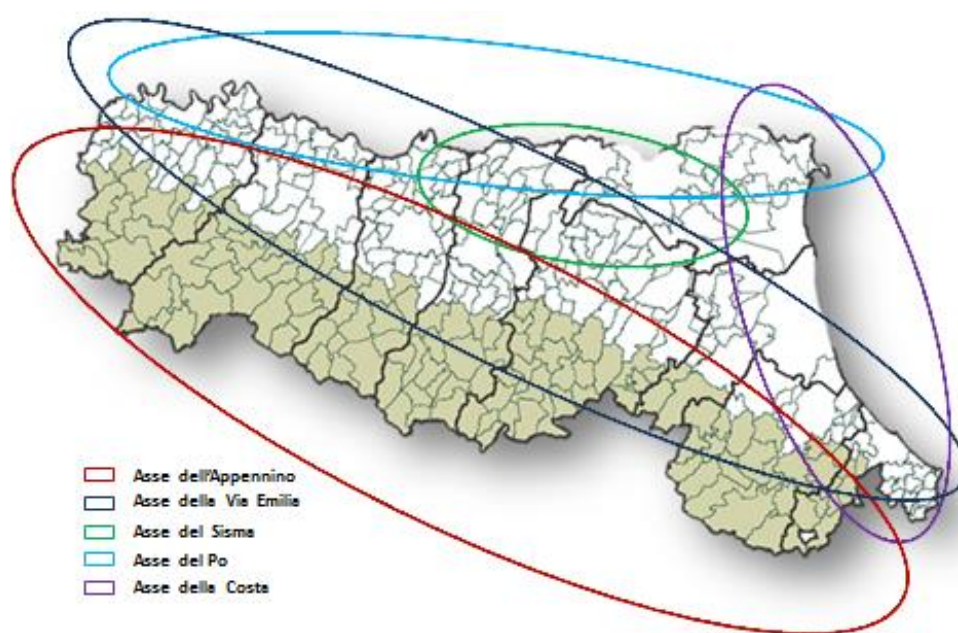 Asse dell'Appennino
Asse della Via Emilia
Asse del Sisma
Asse del Po
Asse della Costa